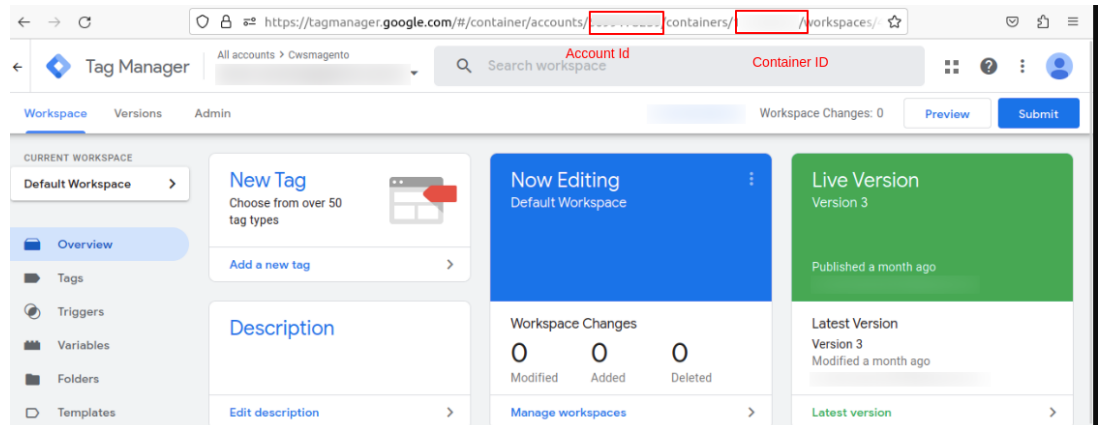 https://tagmanager.google.com/#/container/accounts/ /containers/ /workspaces/
Tag Manager
All accounts > Cwsmagento
Search workspace
Account Id
Container ID
Workspace
Versions
Admin
Workspace Changes: 0
Preview
Submit
CURRENT WORKSPACE
Default Workspace
Overview
Tags
Triggers
Variables
Folders
Templates
New Tag
Choose from over 50
tag types
Add a new tag
Description
Edit description
Now Editing
Default Workspace
Workspace Changes
0 0 0
Modified Added Deleted
Manage workspaces
Live Version
Version 3
Published a month ago
Latest Version
Version 3
Modified a month ago
Latest version